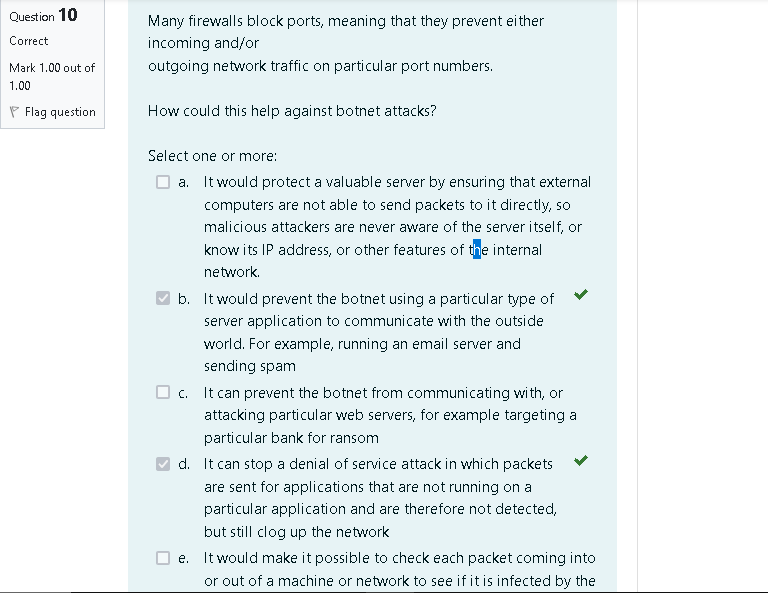 Question 10
Correct
Mark 1.00 out of
1.00
Flag question
Many firewalls block ports, meaning that they prevent either
incoming and/or
outgoing network traffic on particular port numbers.
How could this help against botnet attacks?
Select one or more:
a. It would protect a valuable server by ensuring that external
computers are not able to send packets to it directly, so
malicious attackers are never aware of the server itself, or
know its IP address, or other features of the internal
network.
b. It would prevent the botnet using a particular type of
server application to communicate with the outside
world. For example, running an email server and
sending spam
c. It can prevent the botnet from communicating with, or
attacking particular web servers, for example targeting a
particular bank for ransom
d. It can stop a denial of service attack in which packets
are sent for applications that are not running on a
particular application and are therefore not detected,
but still clog up the network
e. It would make it possible to check each packet coming into
or out of a machine or network to see if it is infected by the